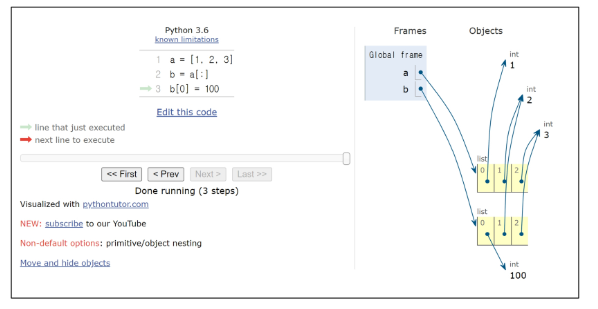 Python 3.6
known limitations
1 a = [1, 2, 3]
2 b = a[:]
3 b[0] = 100
Edit this code
line that just executed
next line to execute
<< First < Prev Next > Last >>
Done running (3 steps)
Visualized with pythontutor.com
NEW: subscribe to our YouTube
Non-default options: primitive/object nesting
Move and hide objects
Frames Objects
Global frame
a
b
int
1
int
2
int
3
list
0 1 2
list
0 1 2
int
100